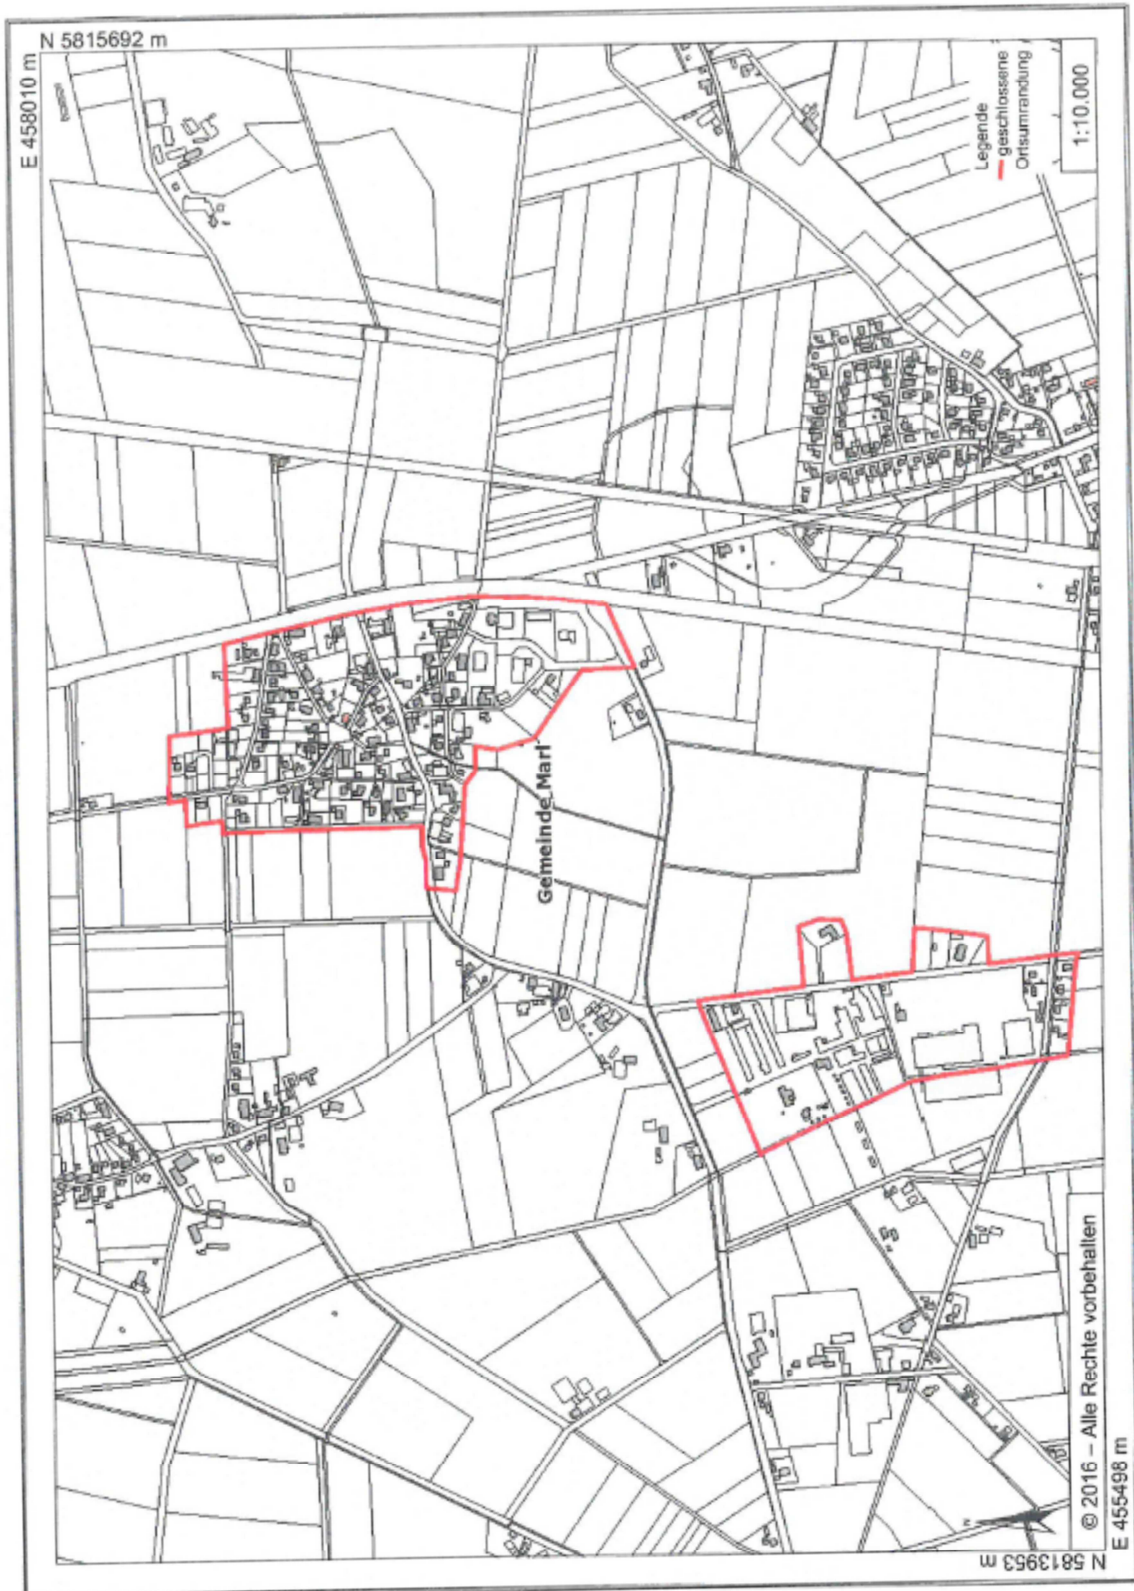 N 5815692 m
E 458010 m
Legende
geschlossene
Ortsumrandung
1:10.000
Gemeinde Marl
© 2016 – Alle Rechte vorbehalten
N 5813953 m
E 455498 m